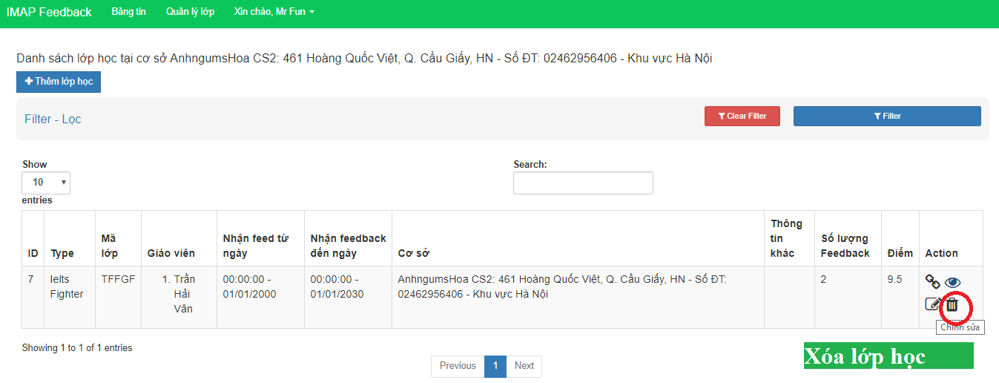 IMAP Feedback Bảng tin Quản lý lớp Xin chào, Mr Fun
Danh sách lớp học tại cơ sở AnhngumsHoa CS2: 461 Hoàng Quốc Việt, Q. Cầu Giấy, HN - Số ĐT: 02462956406 - Khu vực Hà Nội
Thêm lớp học
Filter - Lọc Clear Filter Filter
Show
10
entries
Search:
ID Type Mã lớp Giáo viên Nhận feed từ ngày Nhận feedback đến ngày Cơ sở Thông tin khác Số lượng Feedback Điểm Action
7 Ielts Fighter TFFGF 1. Trần Hải Vân 00:00:00 - 01/01/2000 00:00:00 - 01/01/2030 AnhngumsHoa CS2: 461 Hoàng Quốc Việt, Q. Cầu Giấy, HN - Số ĐT: 02462956406 - Khu vực Hà Nội 2 9.5
Chỉnh sửa
Showing 1 to 1 of 1 entries
Previous 1 Next
Xóa lớp học